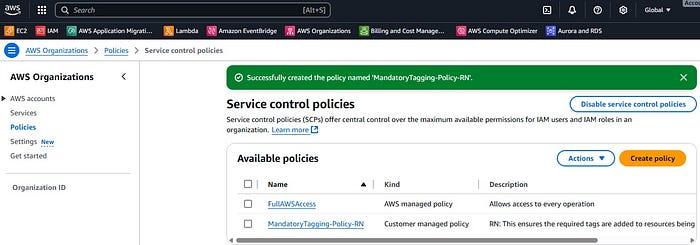 aws
Search
[Alt+S]
Accou
Global
EC2
IAM
AWS Application Migrati...
Lambda
Amazon EventBridge
AWS Organizations
Billing and Cost Manage...
AWS Compute Optimizer
Aurora and RDS
AWS Organizations > Policies > Service control policies
AWS Organizations
AWS accounts
Services
Policies
Settings New
Get started
Organization ID
Successfully created the policy named 'MandatoryTagging-Policy-RN'.
Service control policies
Disable service control policies
Service control policies (SCPs) offer central control over the maximum available permissions for IAM users and IAM roles in an
organization. Learn more
Available policies
Actions
Create policy
Name Kind Description
FullAWSAccess AWS managed policy Allows access to every operation
MandatoryTagging-Policy-RN Customer managed policy RN: This ensures the required tags are added to resources being